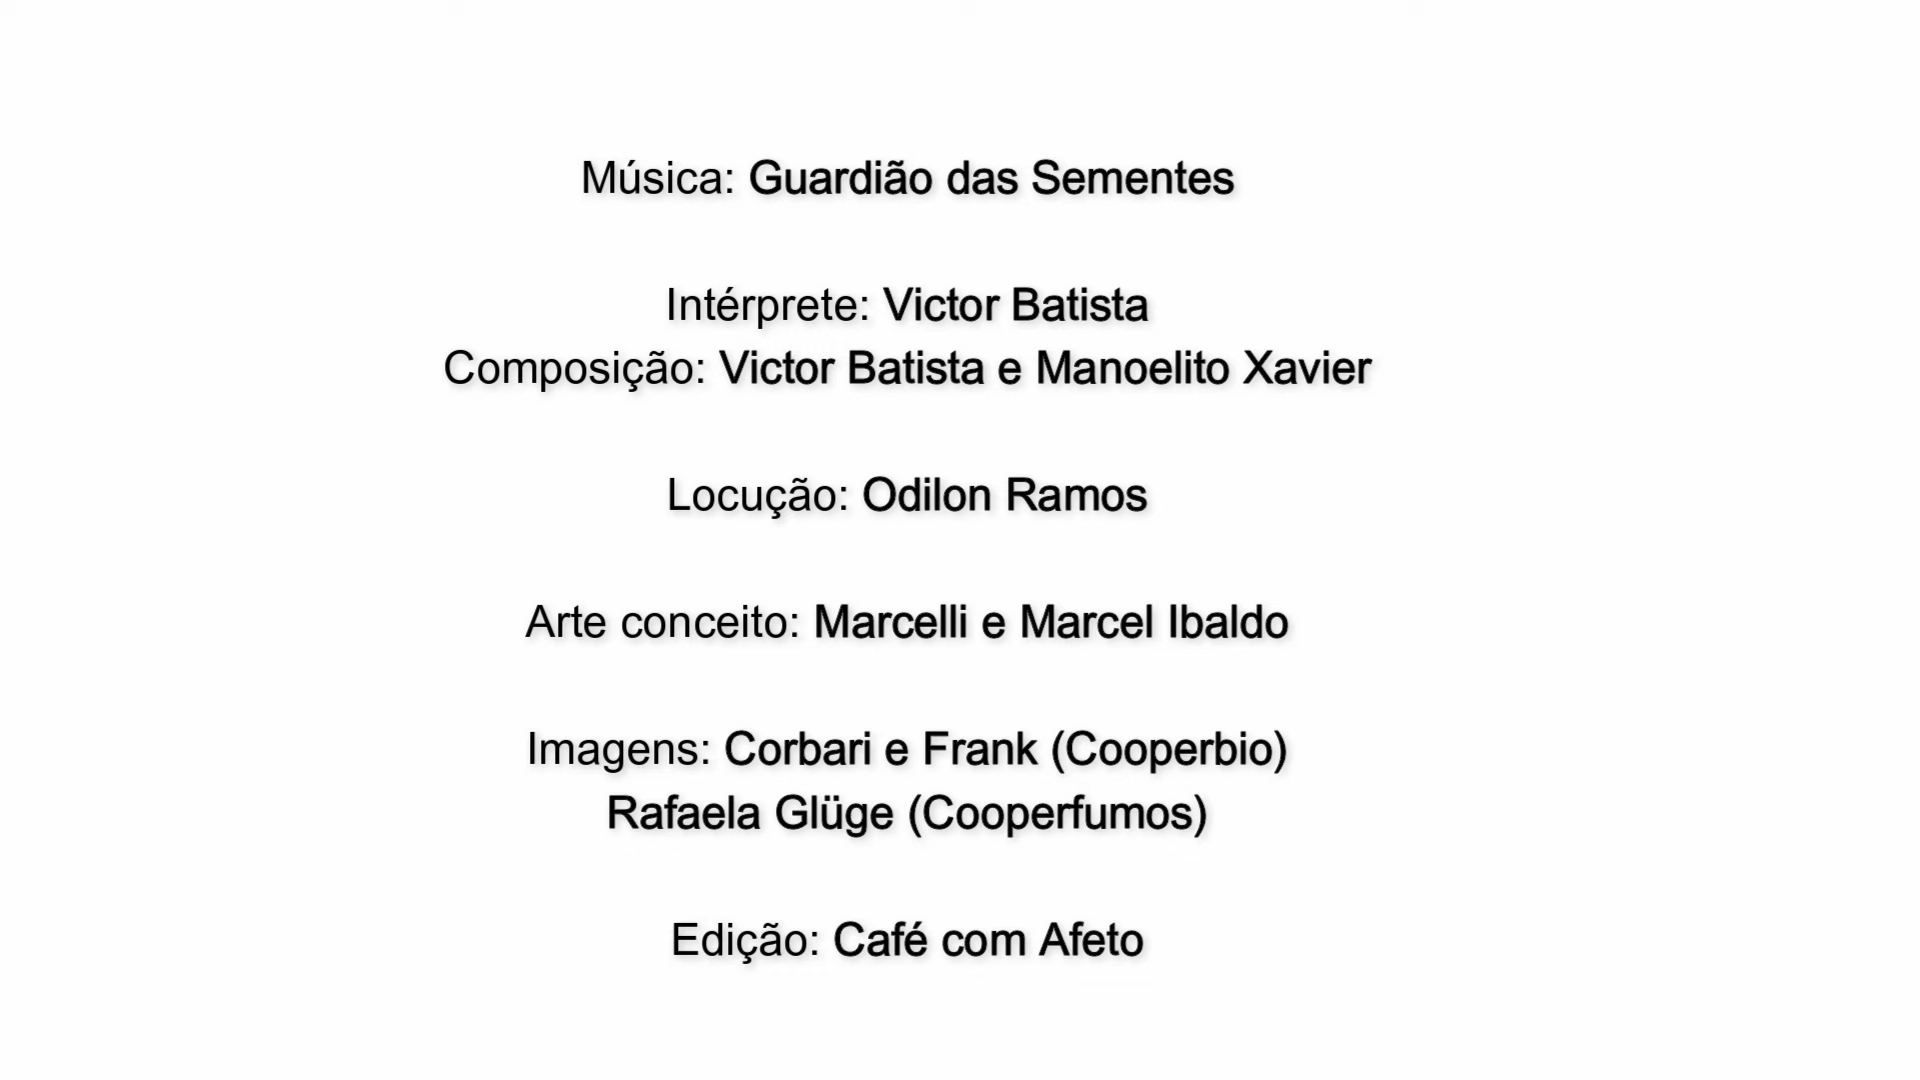 Música: Guardião das Sementes
Intérprete: Victor Batista
Composição: Victor Batista e Manoelito Xavier
Locução: Odilon Ramos
Arte conceito: Marcelli e Marcel Ibaldo
Imagens: Corbari e Frank (Cooperbio)
Rafaela Glüge (Cooperfumos)
Edição: Café com Afeto